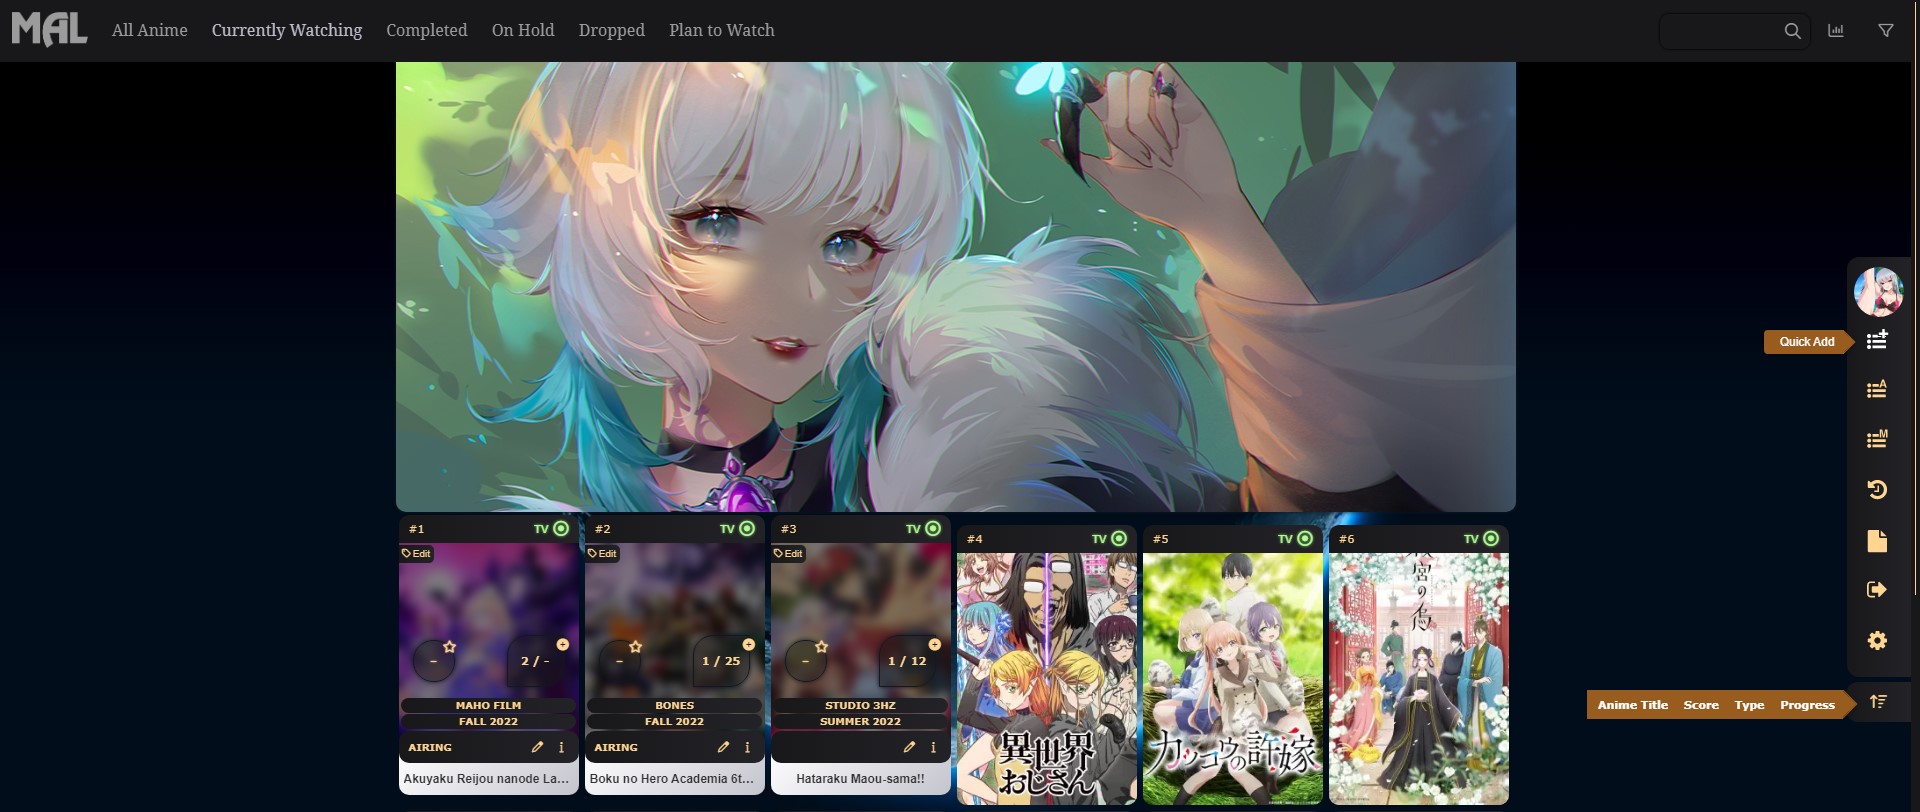 MAL All Anime Currently Watching Completed On Hold Dropped Plan to Watch
Quick Add
A
M
Anime Title Score Type Progress
#1 TV
Edit
-
2 / -
MAHO FILM
FALL 2022
AIRING
Akuyaku Reijou nanode La...
#2 TV
Edit
-
1 / 25
BONES
FALL 2022
AIRING
Boku no Hero Academia 6t...
#3 TV
Edit
-
1 / 12
STUDIO 3HZ
SUMMER 2022
Hataraku Maou-sama!!
#4 TV
異世界
おじさん
#5 TV
カッコウの許嫁
#6 TV
宮の烏